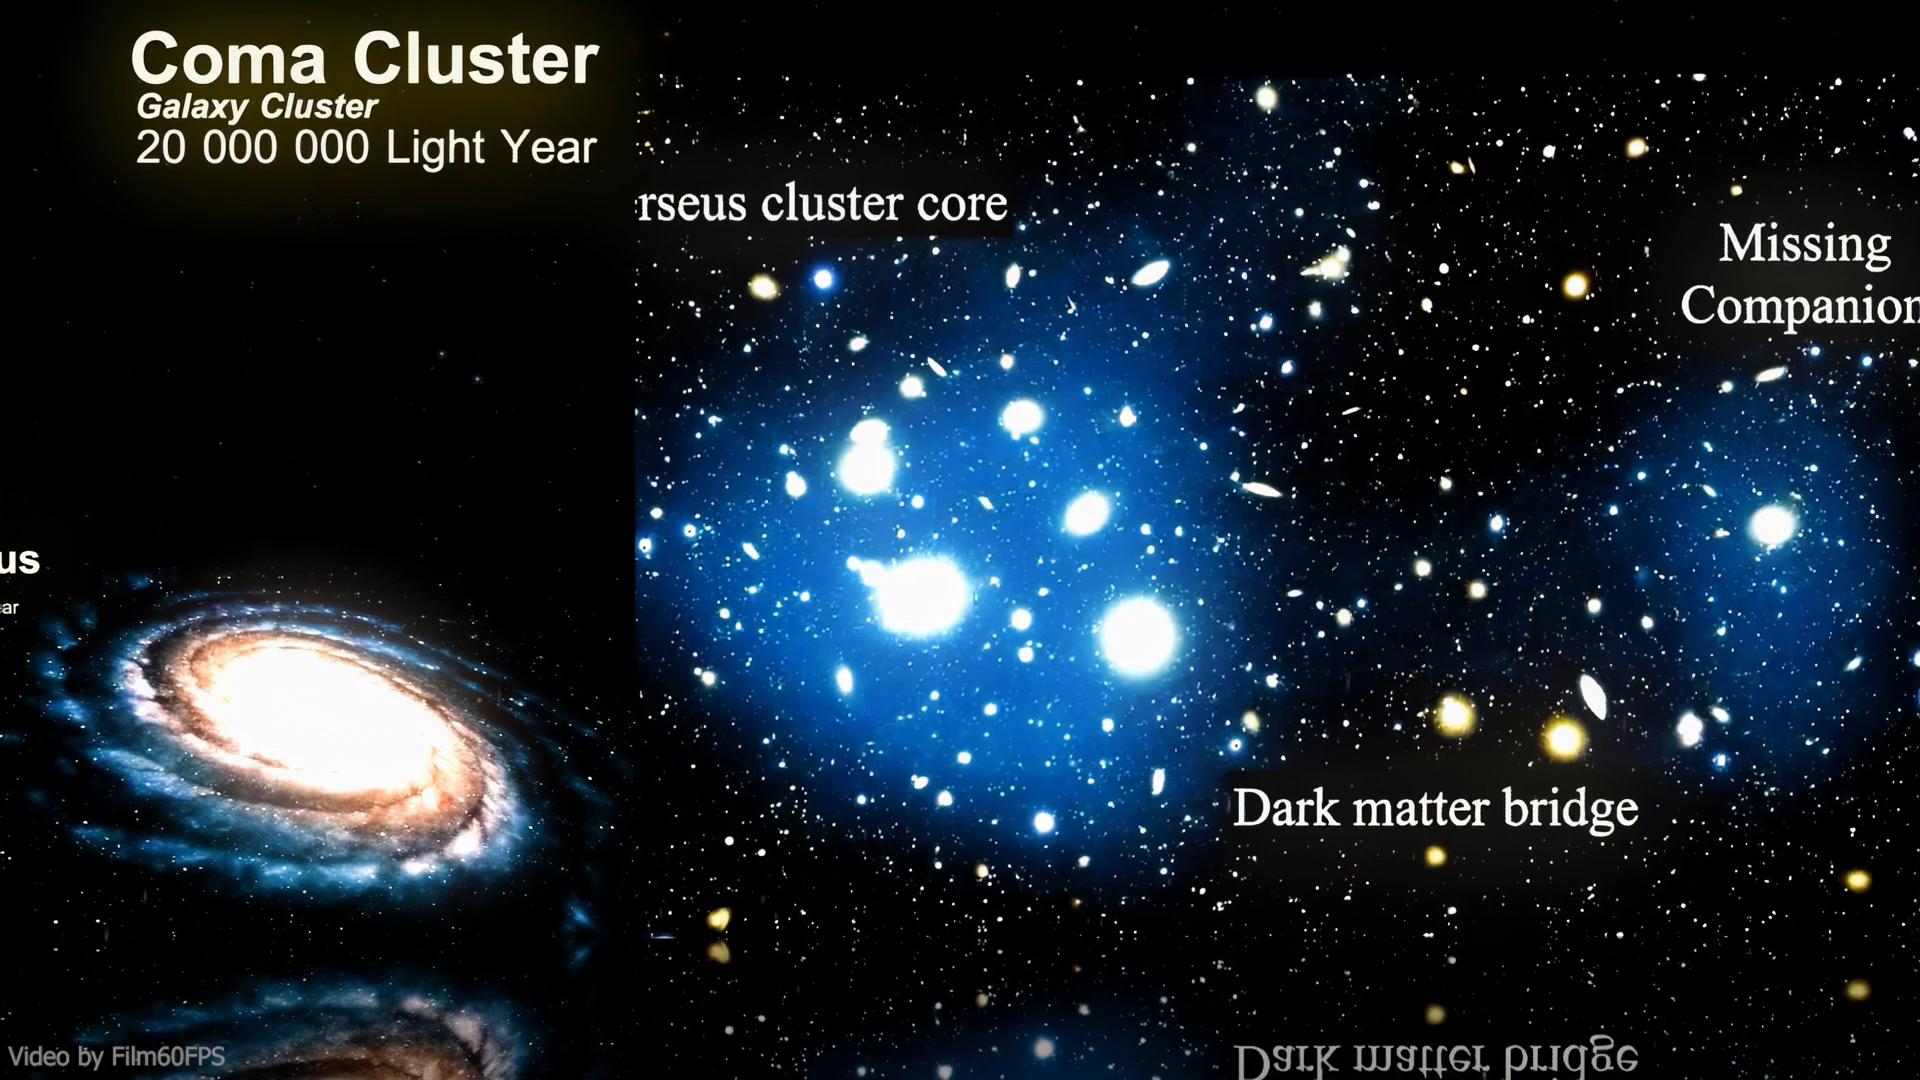 Coma Cluster
Galaxy Cluster
20 000 000 Light Year
rseus cluster core
Missing
Companion
us
ar
Dark matter bridge
Dark matter bridge
Video by Film60FPS